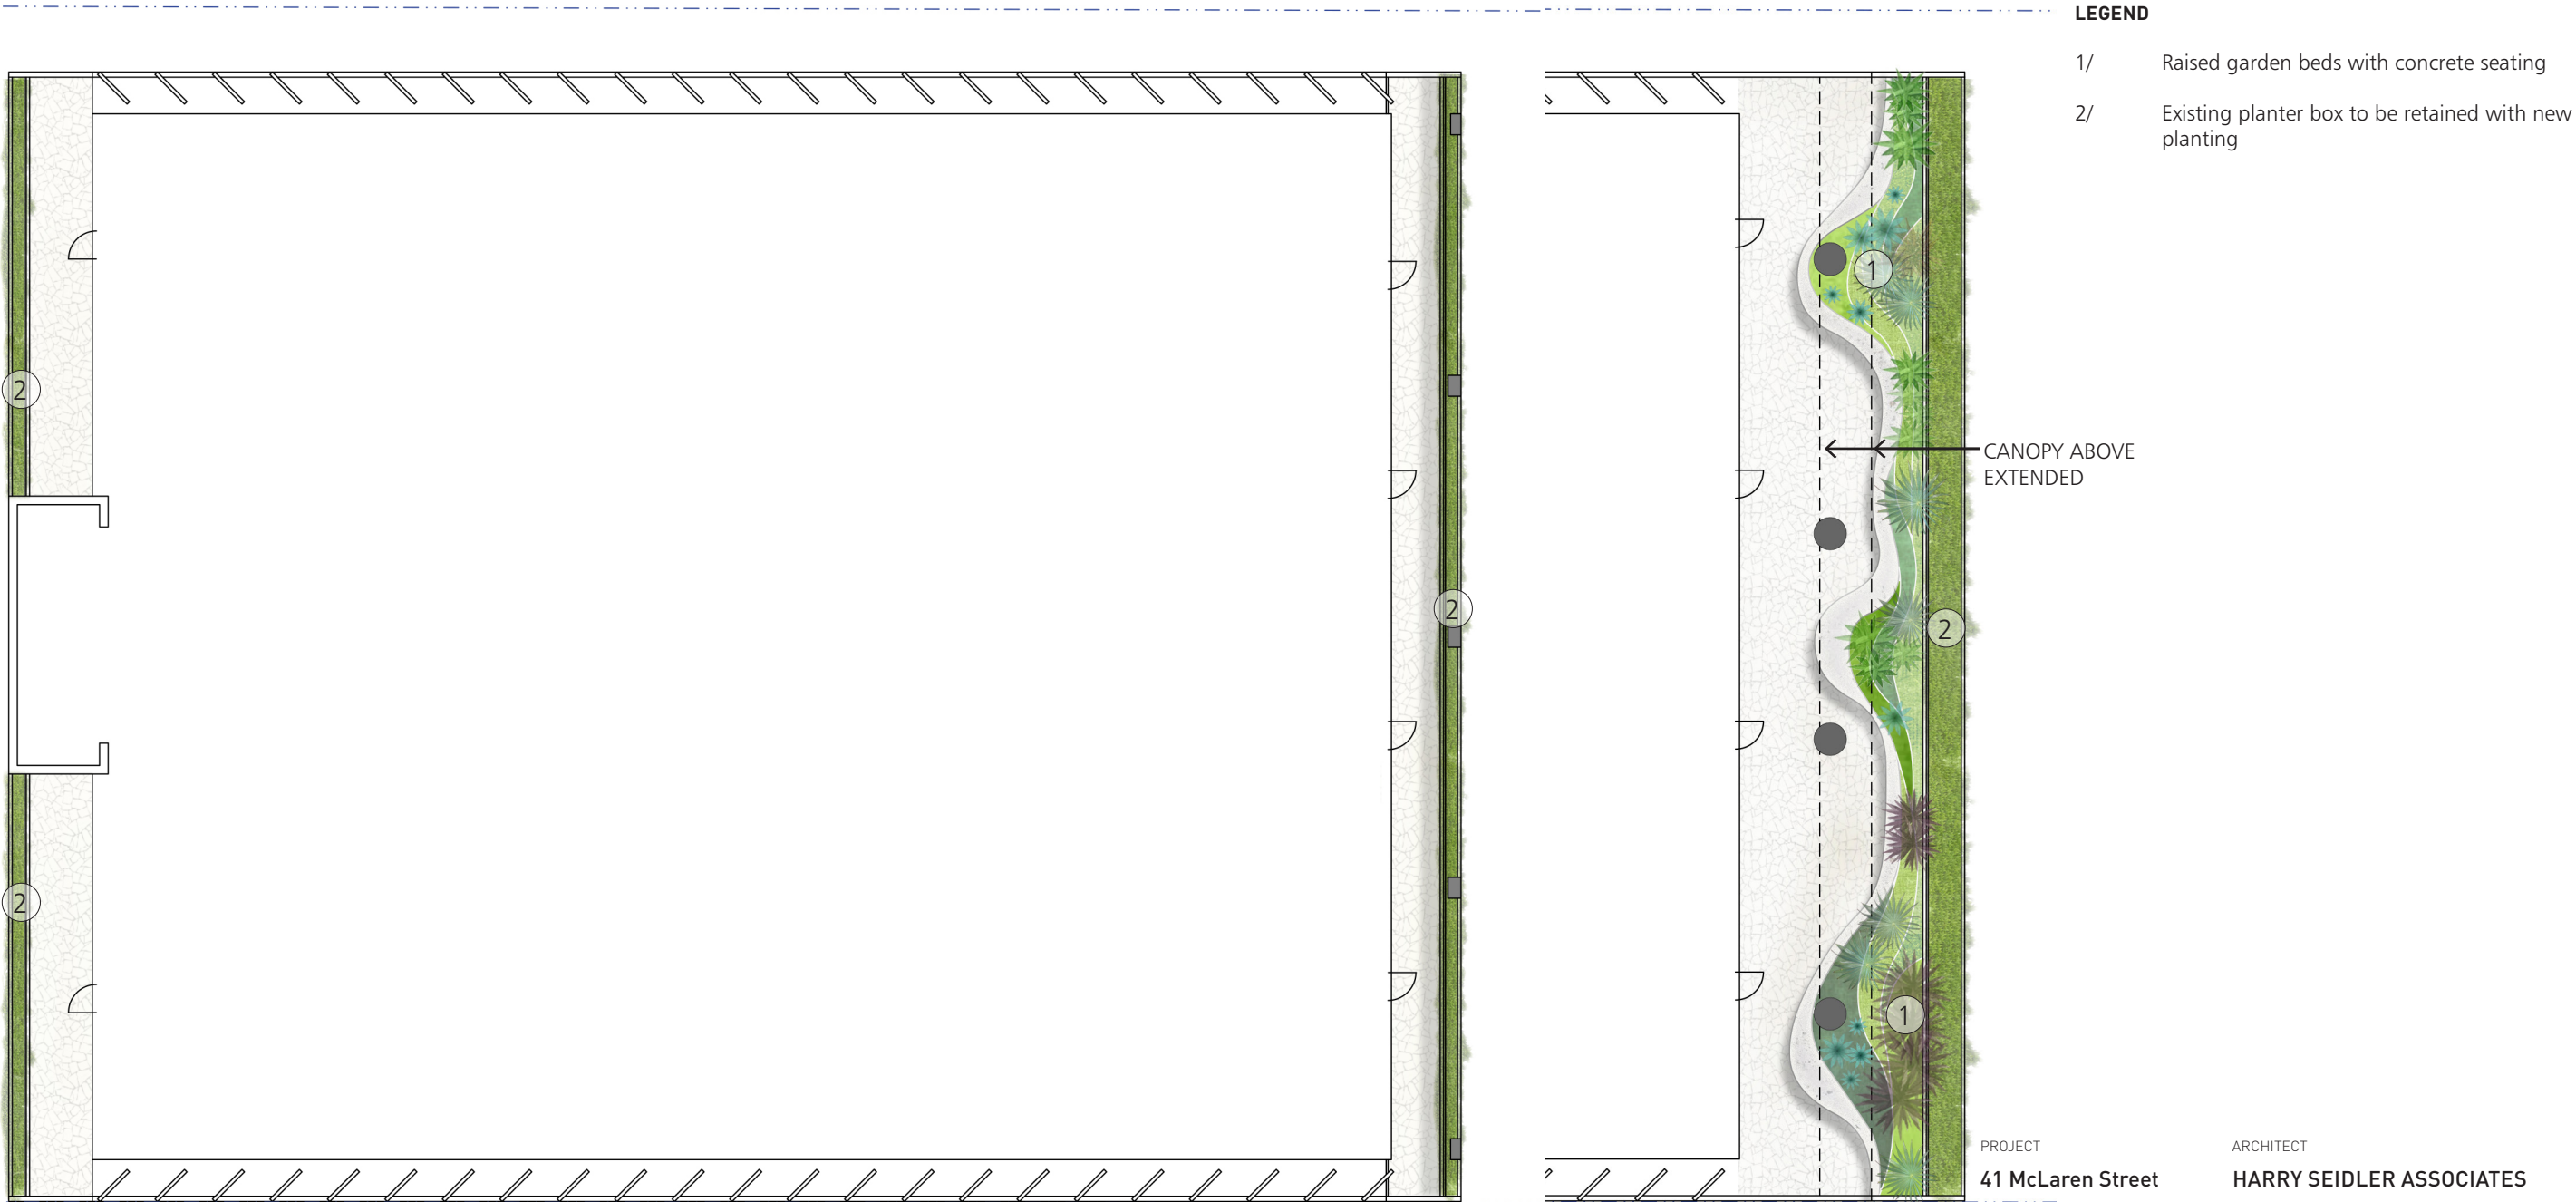 LEGEND
1/ Raised garden beds with concrete seating
2/ Existing planter box to be retained with new
planting
1
2
CANOPY ABOVE
EXTENDED
2
2
2
1
PROJECT
41 McLaren Street
ARCHITECT
HARRY SEIDLER ASSOCIATES